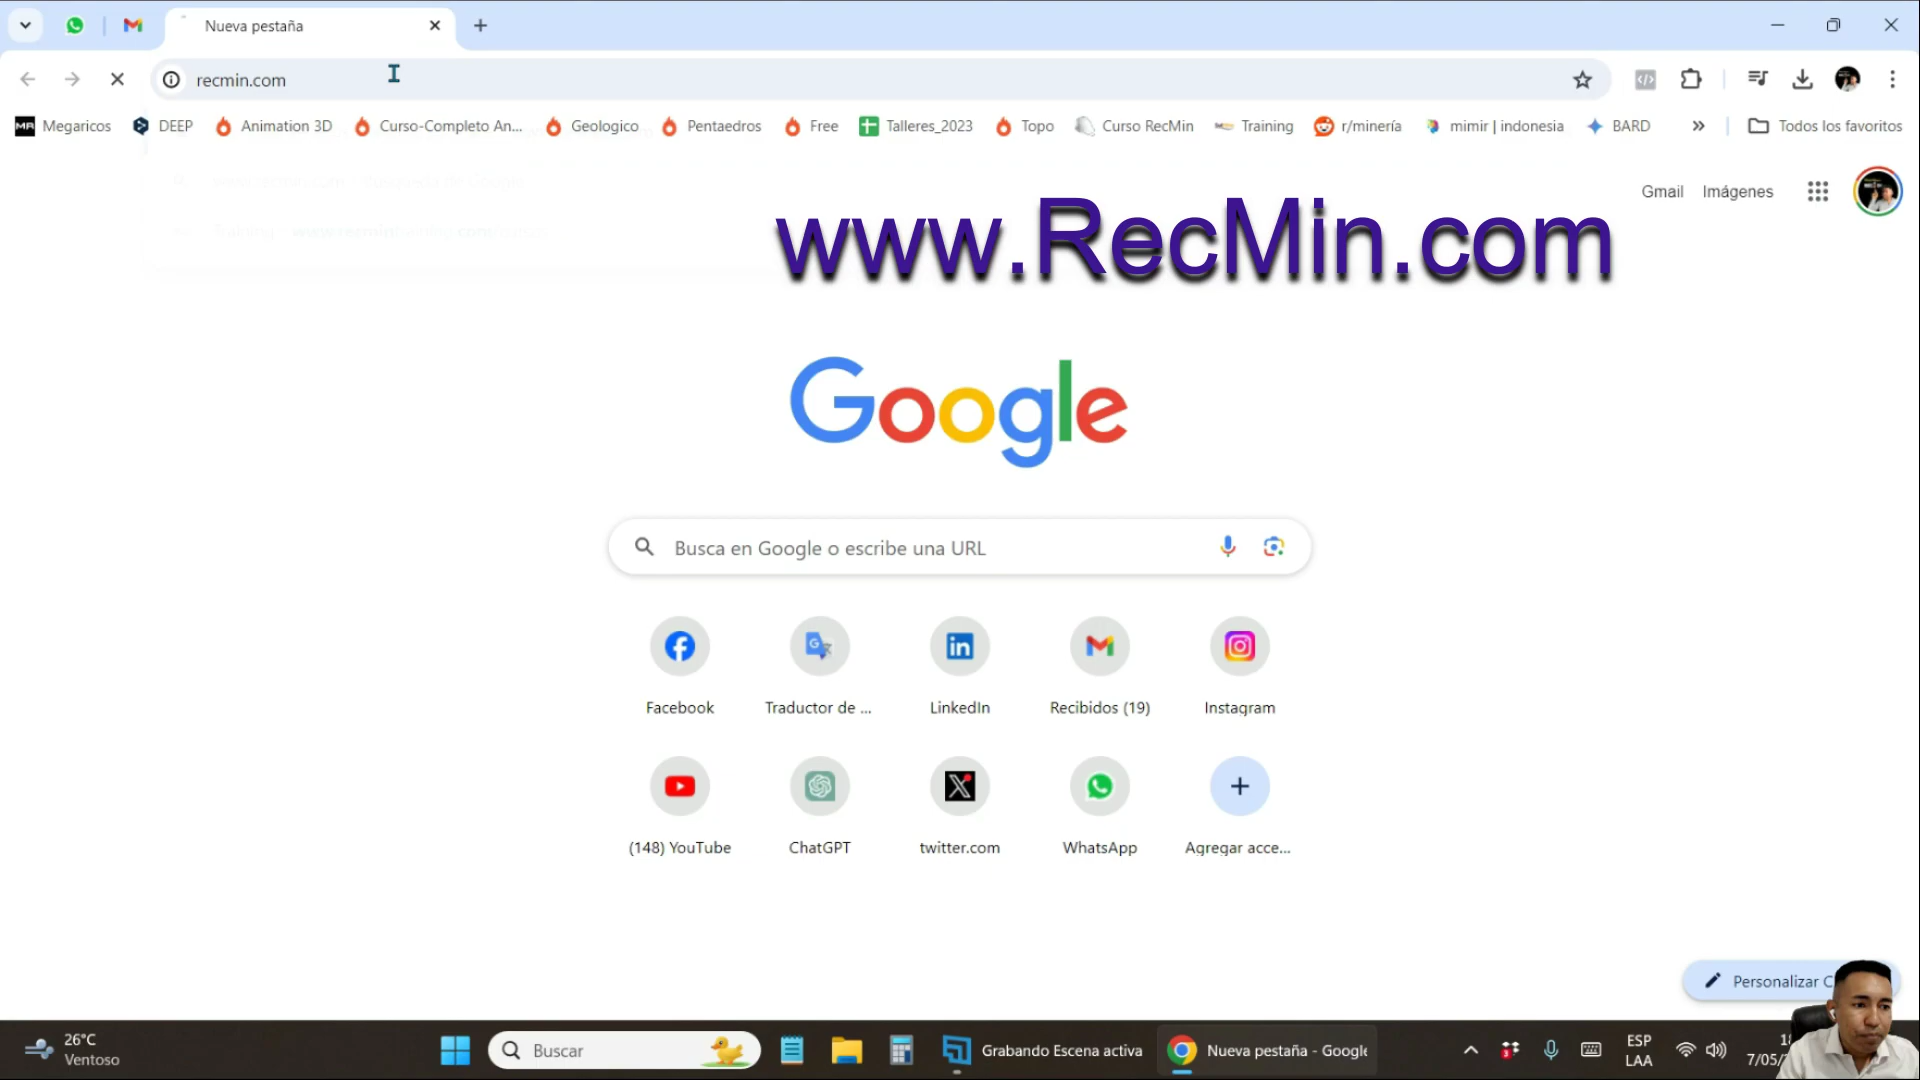 Nueva pestaña
recmin.com
Megaricos DEEP Animation 3D Curso-Completo An... Geologico Pentaedros Free Talleres_2023 Topo Curso RecMin Training r/minería mimir | indonesia BARD Todos los favoritos
Gmail Imágenes
www.RecMin.com
Google
Busca en Google o escribe una URL
Facebook Traductor de ... LinkedIn Recibidos (19) Instagram
(148) YouTube ChatGPT twitter.com WhatsApp Agregar acce...
Personalizar C
26°C
Ventoso
Buscar
Grabando Escena activa
Nueva pestaña - Google
ESP
LAA
7/05/